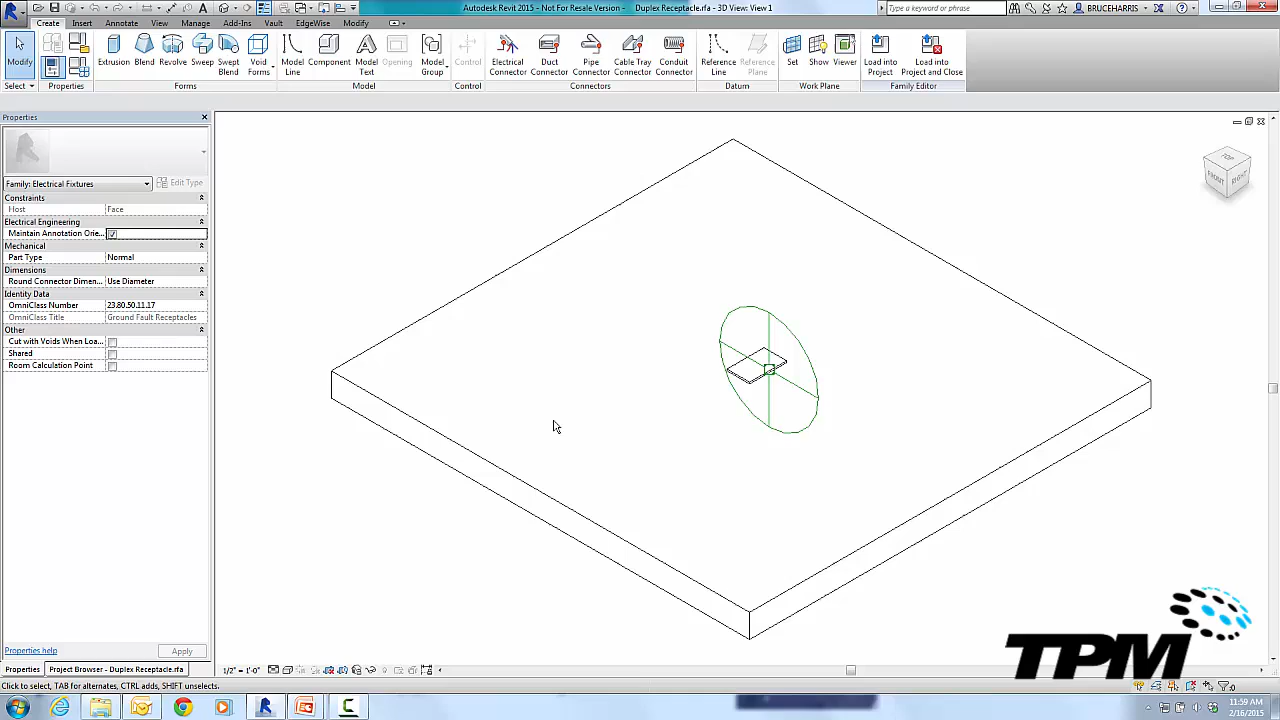 Autodesk Revit 2015 - Not For Resale Version - Duplex Receptacle.rfa - 3D View: View 1
Type a keyword or phrase
BRUCEHARRIS
Create Insert Annotate View Manage Add-Ins Vault EdgeWise Modify
Modify
Extrusion Blend Revolve Sweep Swept Blend Void Forms
Model Line Component Model Text Opening Model Group
Control
Electrical Connector Duct Connector Pipe Connector Cable Tray Connector Conduit Connector
Reference Line Reference Plane
Set Show Viewer
Load into Project Load into Project and Close
Select Properties Forms Model Control Connectors Datum Work Plane Family Editor
Properties
Family: Electrical Fixtures Edit Type
Constraints
Host Face
Electrical Engineering
Maintain Annotation Orie...
Mechanical
Part Type Normal
Dimensions
Round Connector Dimen... Use Diameter
Identity Data
OmniClass Number 23.80.50.11.17
OmniClass Title Ground Fault Receptacles
Other
Cut with Voids When Loa...
Shared
Room Calculation Point
TOP
FRONT RIGHT
TPM
Properties help Apply
Properties Project Browser - Duplex Receptacle.rfa
1/2" = 1'-0"
Click to select, TAB for alternates, CTRL adds, SHIFT unselects.
:0
11:59 AM
2/16/2015